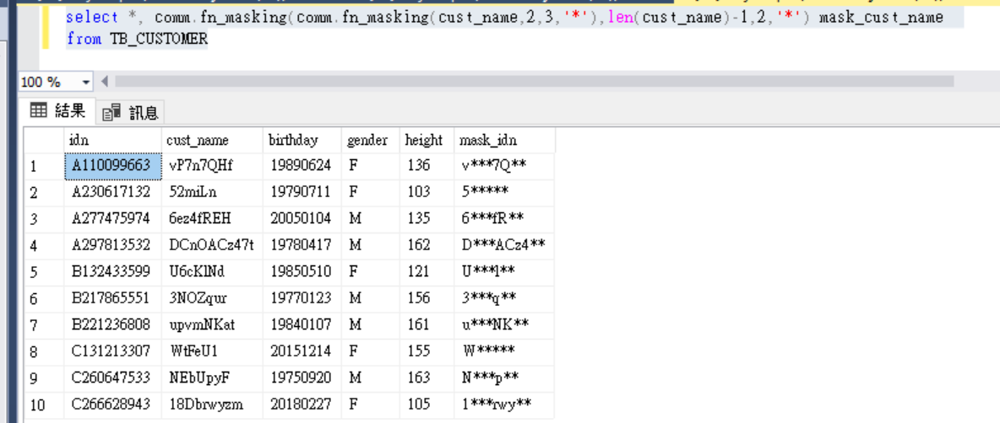 select *, comm.fn_masking(comm.fn_masking(cust_name,2,3,'*'),len(cust_name)-1,2,'*') mask_cust_name
from TB_CUSTOMER
100 %
結果 訊息
idn cust_name birthday gender height mask_idn
1 A110099663 vP7n7QHf 19890624 F 136 v***7Q**
2 A230617132 52miLn 19790711 F 103 5*****
3 A277475974 6ez4fREH 20050104 M 135 6***fR**
4 A297813532 DCnOACz47t 19780417 M 162 D***ACz4**
5 B132433599 U6cKlNd 19850510 F 121 U***l**
6 B217865551 3NOZqur 19770123 M 156 3***q**
7 B221236808 upvmNKat 19840107 M 161 u***NK**
8 C131213307 WtFeU1 20151214 F 155 W*****
9 C260647533 NEbUpyF 19750920 M 163 N***p**
10 C266628943 18Dbrwyzm 20180227 F 105 1***rwy**